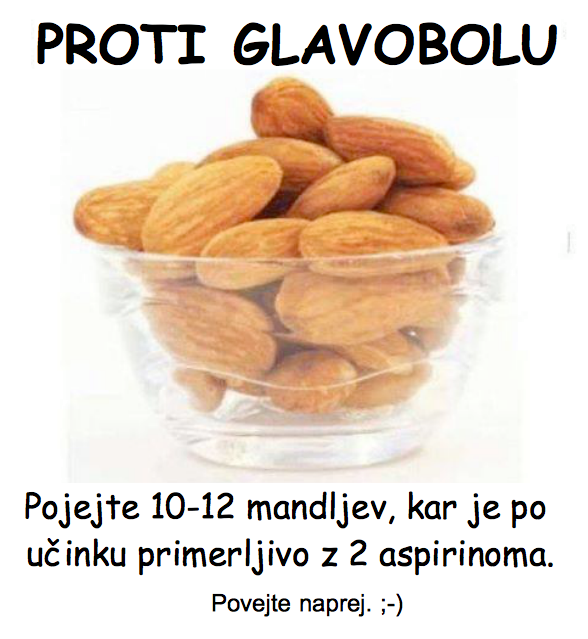 PROTI GLAVOBOLU
Pojejte 10-12 mandljev, kar je po
učinku primerljivo z 2 aspirinoma.
Povejte naprej. ;-)